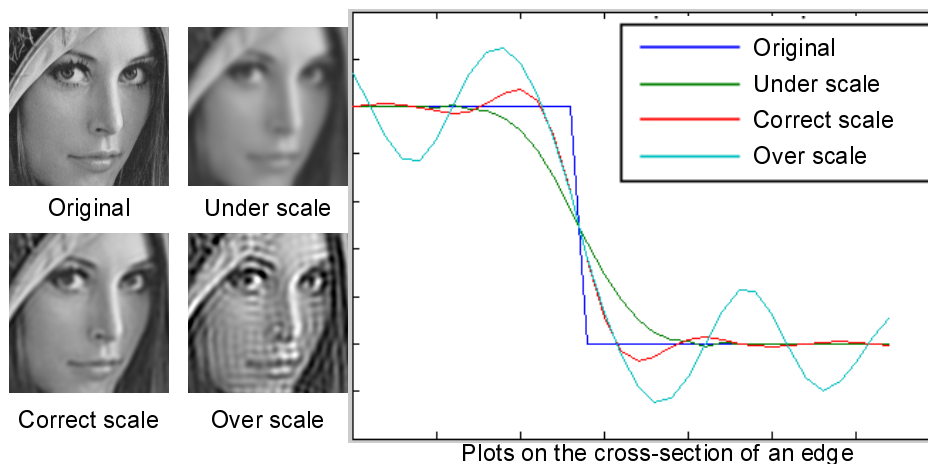 Original
Under scale
Correct scale
Over scale
Original
Under scale
Correct scale
Over scale
Plots on the cross-section of an edge